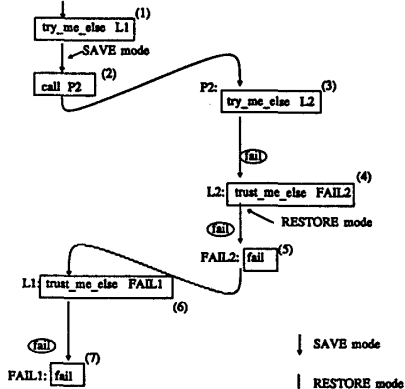 (1)
try_me_else L1
SAVE mode
(2)
call P2
(3)
P2: try_me_else L2
fail
(4)
L2: trust_me_else FAIL2
fail
RESTORE mode
(5)
FAIL2: fail
L1: trust_me_else FAIL1
(6)
fail
(7)
FAIL1: fail
SAVE mode
RESTORE mode